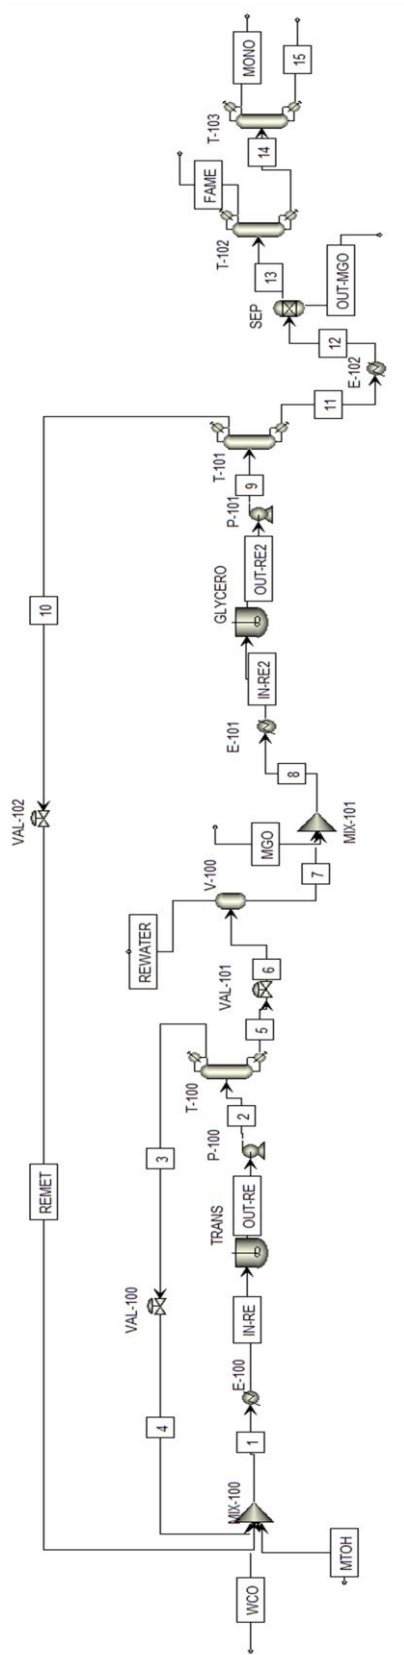 WCO
MTOH
MIX-100
1
E-100
IN-RE
TRANS
OUT-RE
P-100
2
T-100
3
VAL-100
4
5
VAL-101
6
V-100
REWATER
7
MGO
MIX-101
8
E-101
IN-RE2
GLYCERO
OUT-RE2
P-101
9
T-101
10
VAL-102
REMET
11
E-102
12
SEP
OUT-MGO
13
T-102
FAME
14
T-103
MONO
15